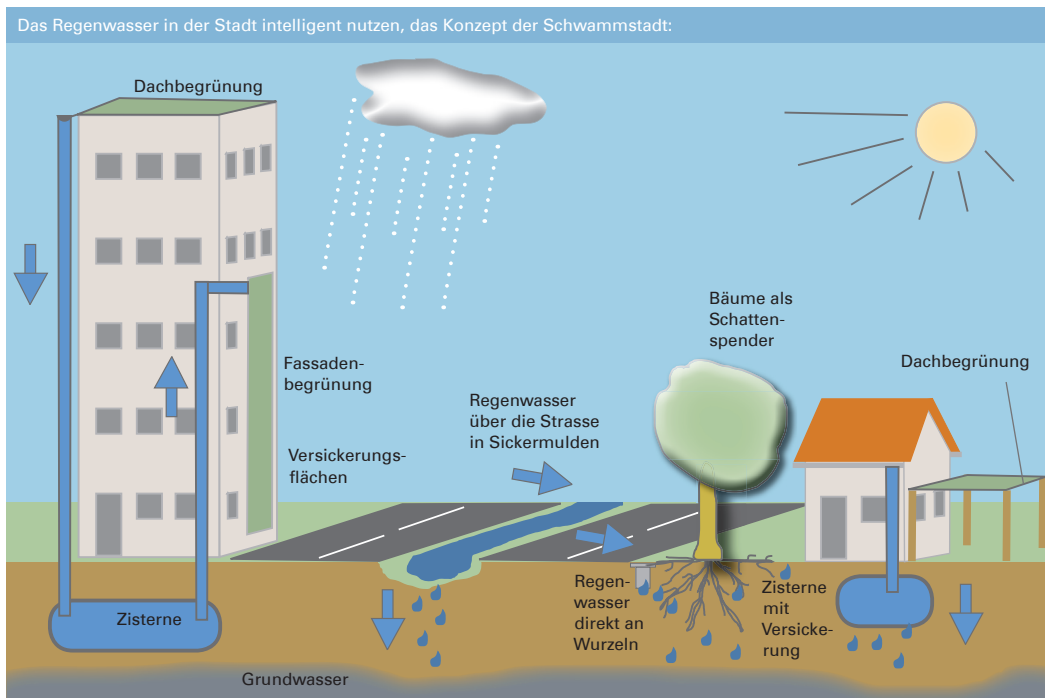 Das Regenwasser in der Stadt intelligent nutzen, das Konzept der Schwammstadt:
Dachbegrünung
Bäume als
Schatten-
spender
Dachbegrünung
Fassaden-
begrünung
Regenwasser
über die Strasse
in Sickermulden
Versickerungs-
flächen
Regen-
wasser
direkt an
Wurzeln
Zisterne
mit
Versicke-
rung
Zisterne
Grundwasser